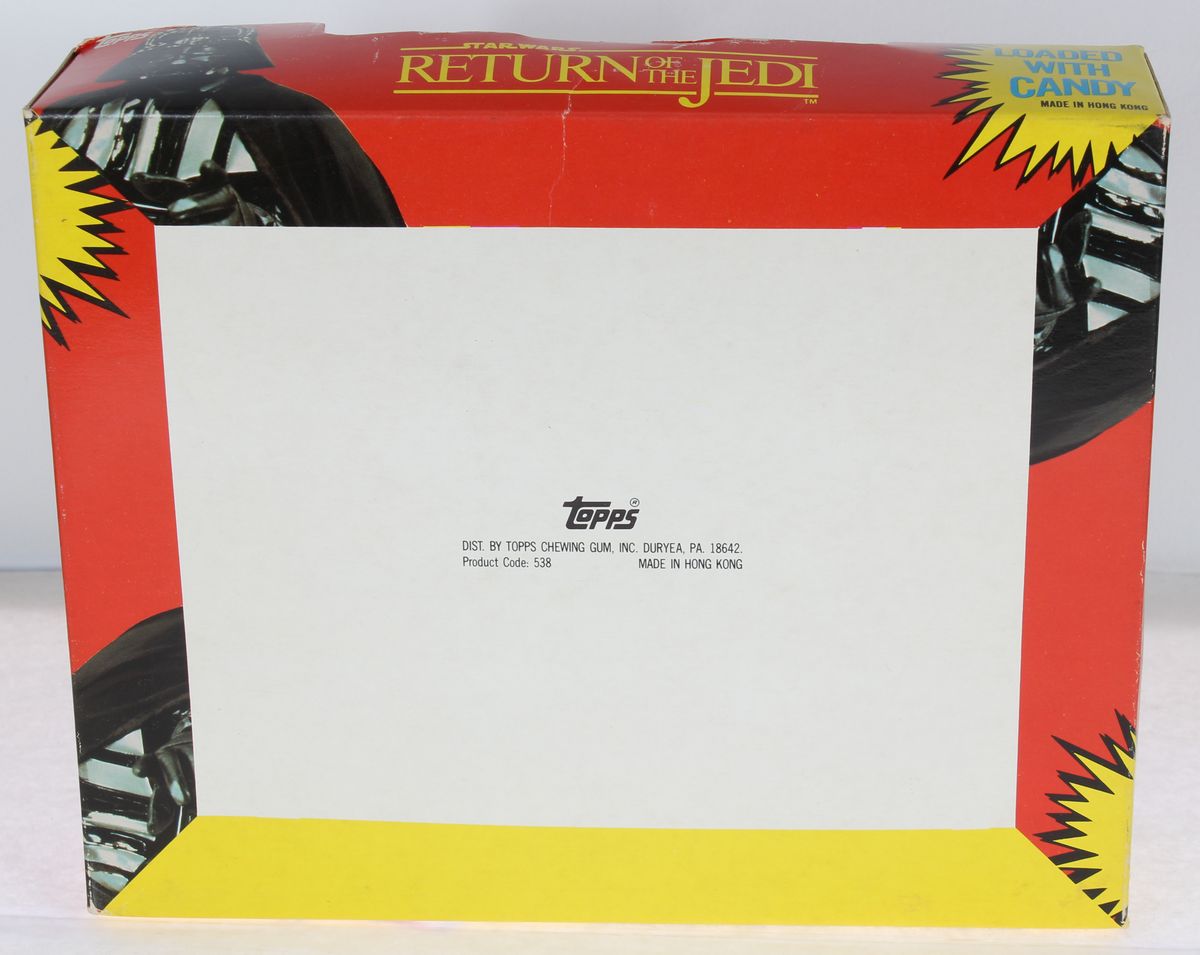 topps
STAR WARS
RETURN OF THE JEDI
TM
LOADED
WITH
CANDY
MADE IN HONG KONG
topps®
DIST. BY TOPPS CHEWING GUM, INC. DURYEA, PA. 18642.
Product Code: 538 MADE IN HONG KONG